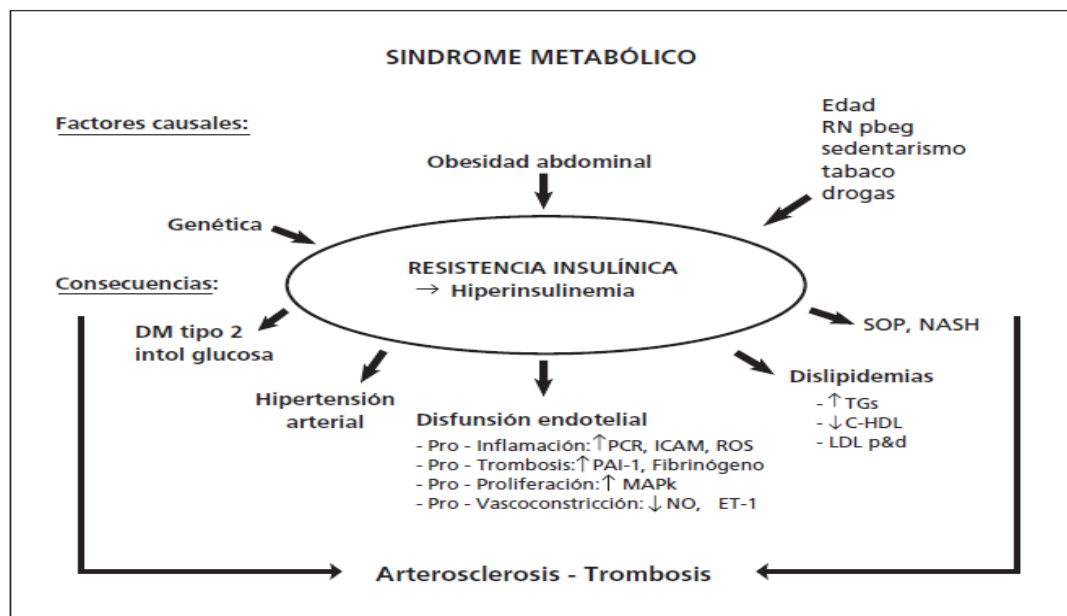 SINDROME METABÓLICO
Factores causales:
Edad
RN pbeg
sedentarismo
tabaco
drogas
Obesidad abdominal
Genética
RESISTENCIA INSULÍNICA
→ Hiperinsulinemia
Consecuencias:
DM tipo 2
intol glucosa
SOP, NASH
Hipertensión
arterial
Disfunsión endotelial
- Pro - Inflamación: ↑PCR, ICAM, ROS
- Pro - Trombosis: ↑PAI-1, Fibrinógeno
- Pro - Proliferación: ↑ MAPk
- Pro - Vascoconstricción: ↓NO, ET-1
Dislipidemias
- ↑TGs
- ↓C-HDL
- LDL p&d
Arterosclerosis - Trombosis